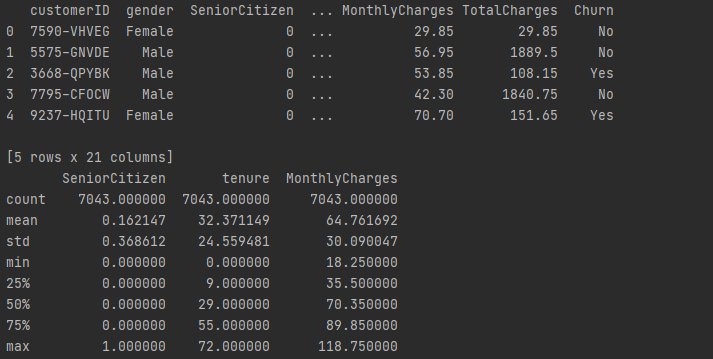 customerID gender SeniorCitizen ... MonthlyCharges TotalCharges Churn
0 7590-VHVEG Female 0 ... 29.85 29.85 No
1 5575-GNVDE Male 0 ... 56.95 1889.5 No
2 3668-QPYBK Male 0 ... 53.85 108.15 Yes
3 7795-CFOCW Male 0 ... 42.30 1840.75 No
4 9237-HQITU Female 0 ... 70.70 151.65 Yes
[5 rows x 21 columns]
SeniorCitizen tenure MonthlyCharges
count 7043.000000 7043.000000 7043.000000
mean 0.162147 32.371149 64.761692
std 0.368612 24.559481 30.090047
min 0.000000 0.000000 18.250000
25% 0.000000 9.000000 35.500000
50% 0.000000 29.000000 70.350000
75% 0.000000 55.000000 89.850000
max 1.000000 72.000000 118.750000